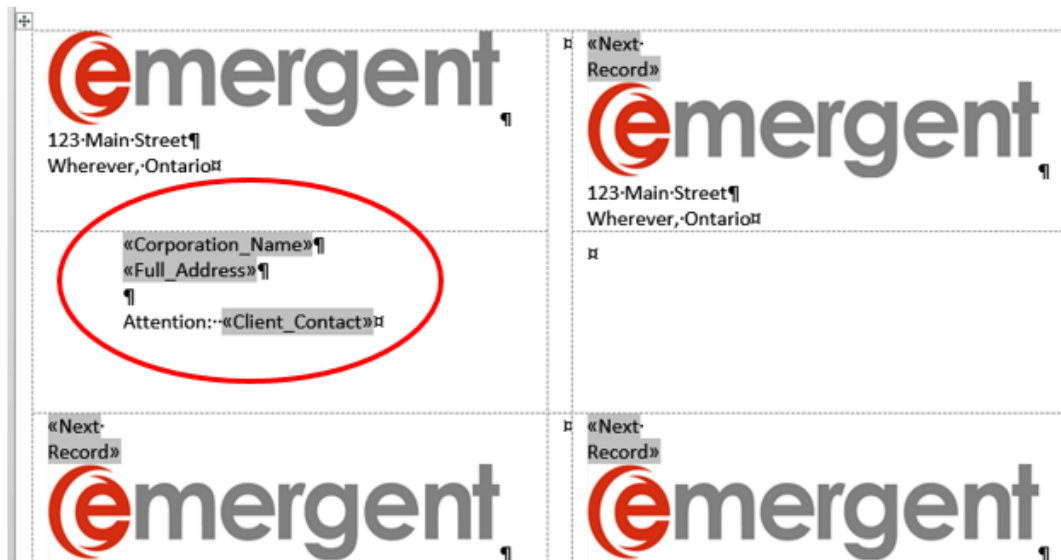 emergent¶
123·Main·Street¶
Wherever,·Ontario¤
¤
«Next·
Record»
emergent¶
123·Main·Street¶
Wherever,·Ontario¤
«Corporation_Name»¶
«Full_Address»¶
¶
Attention:··«Client_Contact»¤
¤
«Next·
Record»
emergent¶
¤
«Next·
Record»
emergent¶